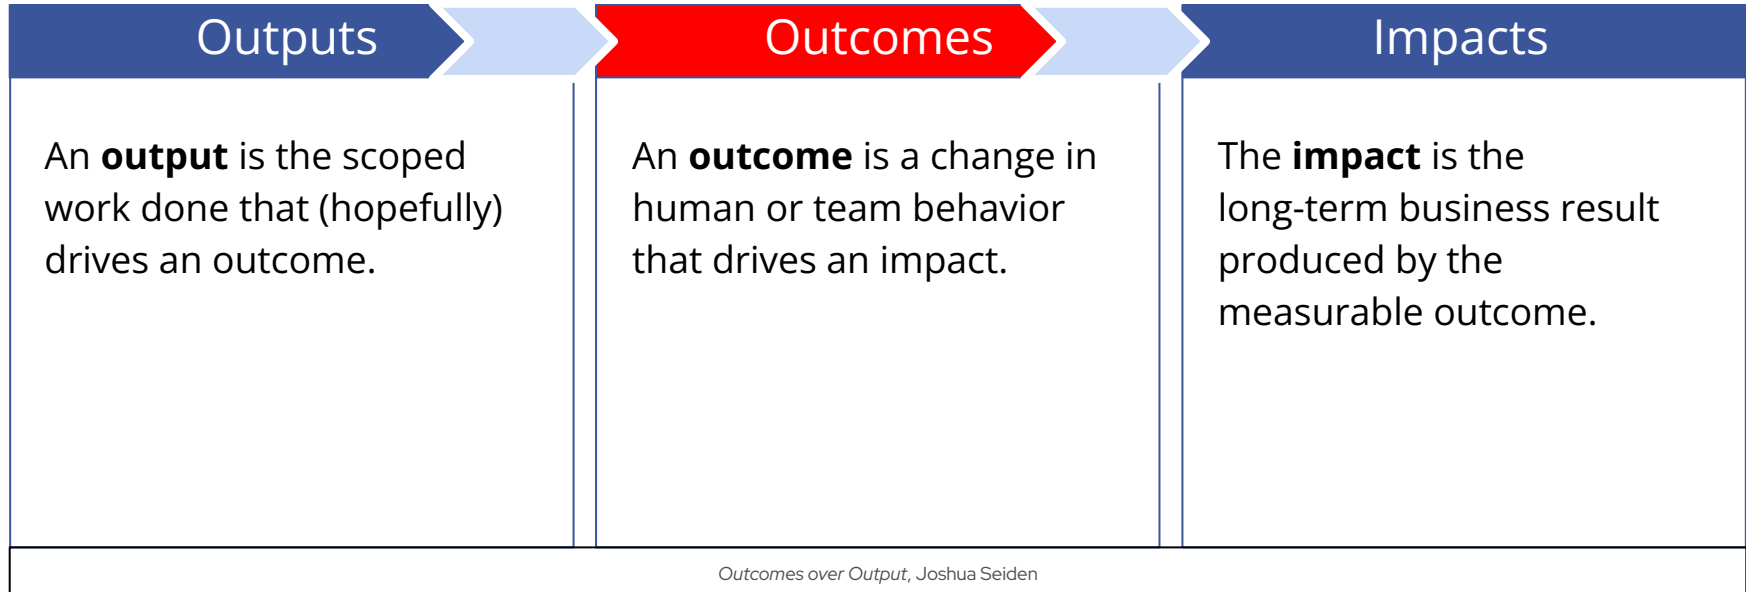 Outputs
An output is the scoped
work done that (hopefully)
drives an outcome.
Outcomes
An outcome is a change in
human or team behavior
that drives an impact.
Impacts
The impact is the
long-term business result
produced by the
measurable outcome.
Outcomes over Output, Joshua Seiden